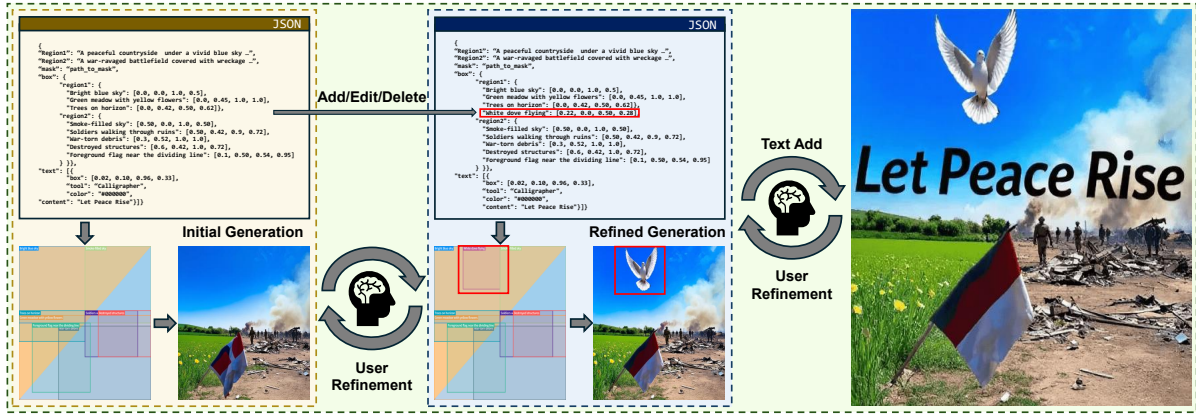 JSON
{
"Region1": "A peaceful countryside under a vivid blue sky …",
"Region2": "A war-ravaged battlefield covered with wreckage …",
"mask": "path_to_mask",
"box": {
"region1": {
"Bright blue sky": [0.0, 0.0, 1.0, 0.5],
"Green meadow with yellow flowers": [0.0, 0.45, 1.0, 1.0],
"Trees on horizon": [0.0, 0.42, 0.50, 0.62]},
"region2": {
"Smoke-filled sky": [0.50, 0.0, 1.0, 0.50],
"Soldiers walking through ruins": [0.50, 0.42, 0.9, 0.72],
"War-torn debris": [0.3, 0.52, 1.0, 1.0],
"Destroyed structures": [0.6, 0.42, 1.0, 0.72],
"Foreground flag near the dividing line": [0.1, 0.50, 0.54, 0.95]
} }},
"text": [{
"box": [0.02, 0.10, 0.96, 0.33],
"tool": "Calligrapher",
"color": "#000000",
"content": "Let Peace Rise"}]}
Initial Generation
Add/Edit/Delete
User
Refinement
JSON
{
"Region1": "A peaceful countryside under a vivid blue sky …",
"Region2": "A war-ravaged battlefield covered with wreckage …",
"mask": "path_to_mask",
"box": {
"region1": {
"Bright blue sky": [0.0, 0.0, 1.0, 0.5],
"Green meadow with yellow flowers": [0.0, 0.45, 1.0, 1.0],
"Trees on horizon": [0.0, 0.42, 0.50, 0.62]},
"White dove flying": [0.22, 0.0, 0.50, 0.28]
"region2": {
"Smoke-filled sky": [0.50, 0.0, 1.0, 0.50],
"Soldiers walking through ruins": [0.50, 0.42, 0.9, 0.72],
"War-torn debris": [0.3, 0.52, 1.0, 1.0],
"Destroyed structures": [0.6, 0.42, 1.0, 0.72],
"Foreground flag near the dividing line": [0.1, 0.50, 0.54, 0.95]
} }},
"text": [{
"box": [0.02, 0.10, 0.96, 0.33],
"tool": "Calligrapher",
"color": "#000000",
"content": "Let Peace Rise"}]}
Refined Generation
Text Add
User
Refinement
Let Peace Rise